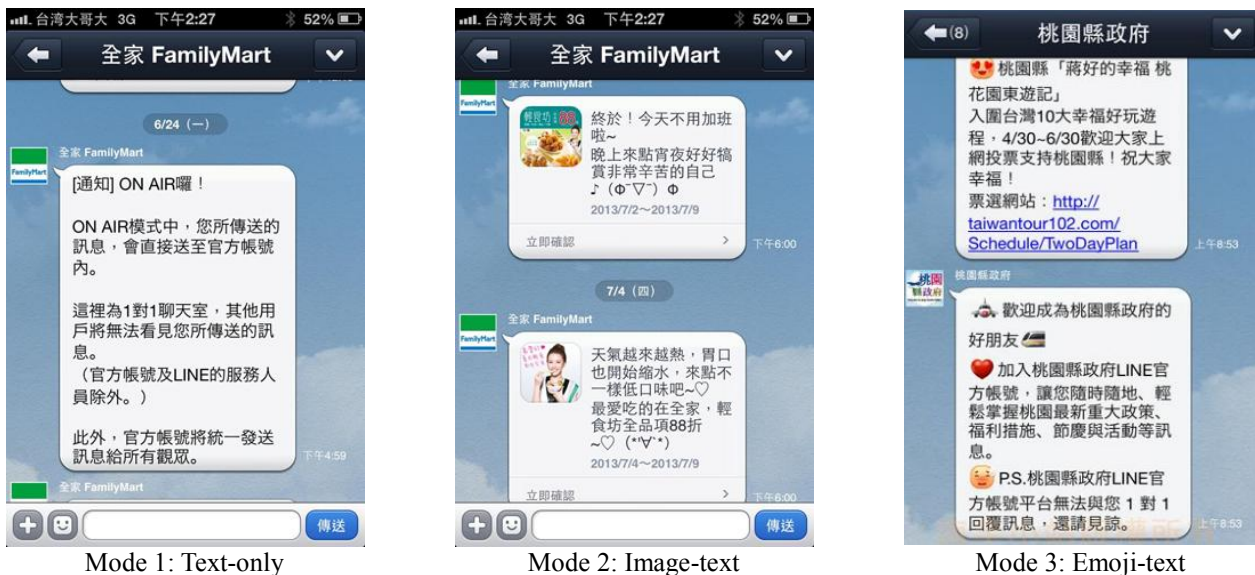 台湾大哥大 3G 下午2:27 52%
全家 FamilyMart
6/24（一）
全家 FamilyMart
FamilyMart
[通知] ON AIR囉！
ON AIR模式中，您所傳送的
訊息，會直接送至官方帳號
內。
這裡為1對1聊天室，其他用
戶將無法看見您所傳送的訊
息。
（官方帳號及LINE的服務人
員除外。）
此外，官方帳號將統一發送
訊息給所有觀眾。
下午4:59
全家 FamilyMart
傳送
Mode 1: Text-only
台湾大哥大 3G 下午2:27 52%
全家 FamilyMart
全家 FamilyMart
FamilyMart
輕食坊 88
終於！今天不用加班
啦~
晚上來點宵夜好好犒
賞非常辛苦的自己
♪（Φ¯▽¯）Φ
2013/7/2～2013/7/9
立即確認 >
下午6:00
7/4（四）
全家 FamilyMart
FamilyMart
天氣越來越熱，胃口
也開始縮水，來點不
一樣低口味吧~♡
最愛吃的在全家，輕
食坊全品項88折
~♡（*'∀`*）
2013/7/4～2013/7/9
立即確認 >
下午6:00
傳送
Mode 2: Image-text
(8) 桃園縣政府
桃園縣「蔣好的幸福 桃
花園東遊記」
入圍台灣10大幸福好玩遊
程，4/30~6/30歡迎大家上
網投票支持桃園縣！祝大家
幸福！
票選網站：http://
taiwantour102.com/
Schedule/TwoDayPlan
上午8:53
桃園縣政府
桃園
縣政府
歡迎成為桃園縣政府的
好朋友
加入桃園縣政府LINE官
方帳號，讓您隨時隨地、輕
鬆掌握桃園最新重大政策、
福利措施、節慶與活動等訊
息。
P.S.桃園縣政府LINE官
方帳號平台無法與您 1 對 1
回覆訊息，還請見諒。
上午8:53
Mode 3: Emoji-text